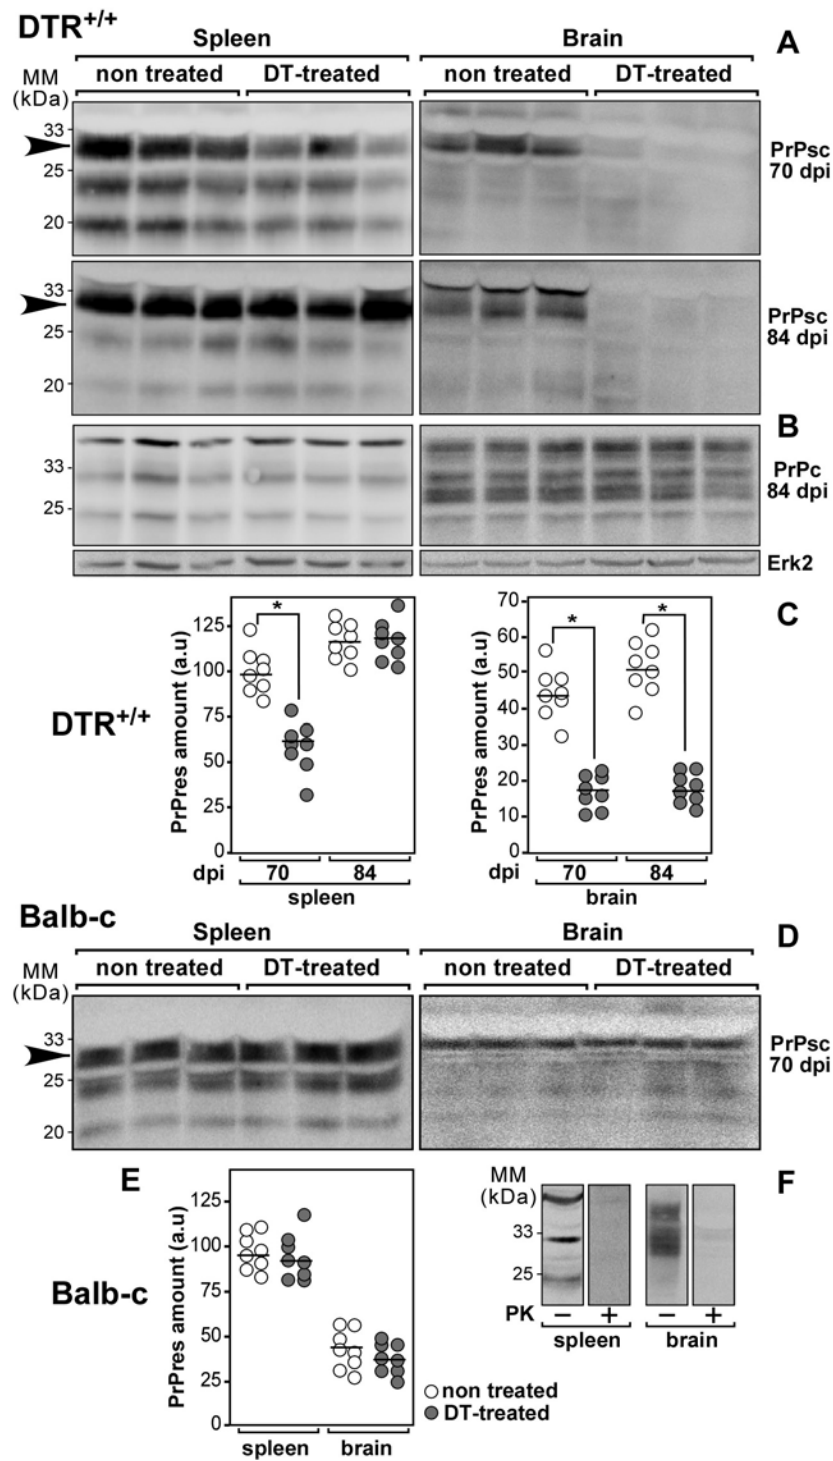 DTR+/+
Spleen Brain A
MM (kDa) non treated DT-treated non treated DT-treated
33
25
20
PrPsc
70 dpi
33
25
20
PrPsc
84 dpi
B
33
25
PrPc
84 dpi
Erk2
C
DTR+/+
PrPres amount (a.u)
125
100
75
50
25
0
*
dpi 70 84
spleen
PrPres amount (a.u)
70
60
50
40
30
20
10
0
* *
dpi 70 84
brain
Balb-c
Spleen Brain D
MM (kDa) non treated DT-treated non treated DT-treated
33
25
20
PrPsc
70 dpi
E
Balb-c
PrPres amount (a.u)
125
100
75
50
25
0
spleen brain
non treated
DT-treated
F
MM
(kDa)
33
25
PK − + − +
spleen brain